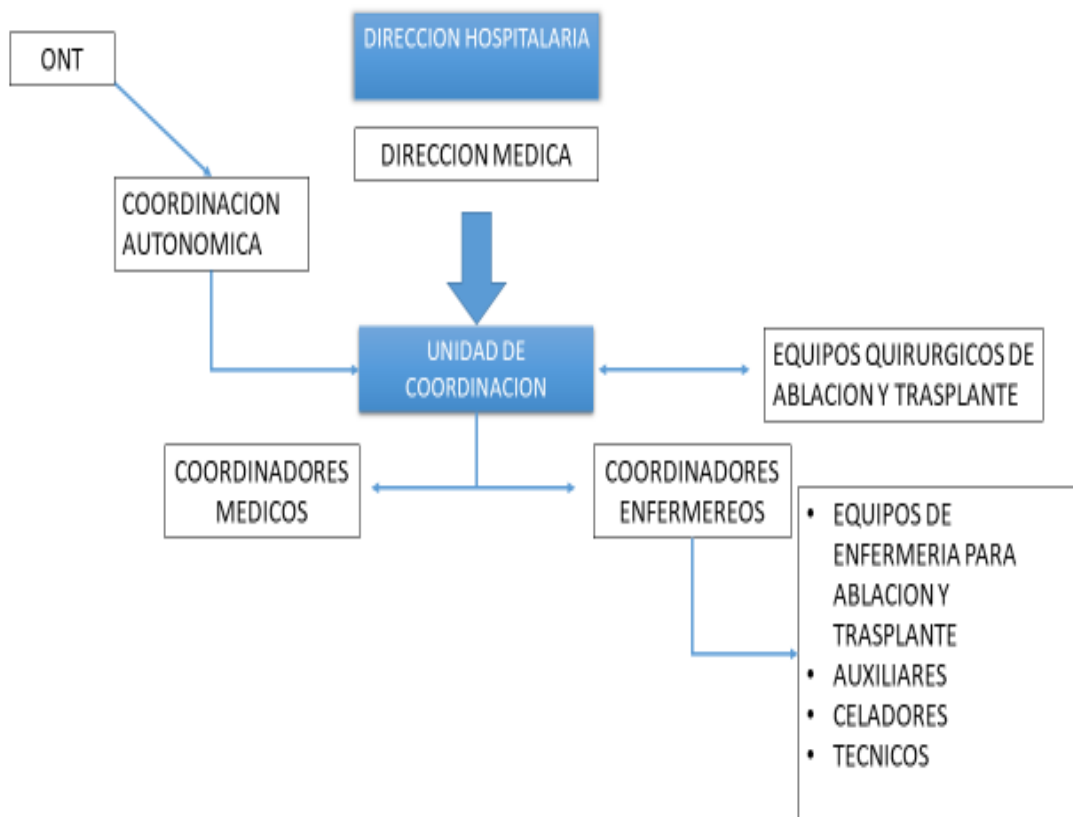 ONT
DIRECCION HOSPITALARIA
DIRECCION MEDICA
COORDINACION
AUTONOMICA
UNIDAD DE
COORDINACION
EQUIPOS QUIRURGICOS DE
ABLACION Y TRASPLANTE
COORDINADORES
MEDICOS
COORDINADORES
ENFERMEREOS
• EQUIPOS DE
ENFERMERIA PARA
ABLACION Y
TRASPLANTE
• AUXILIARES
• CELADORES
• TECNICOS